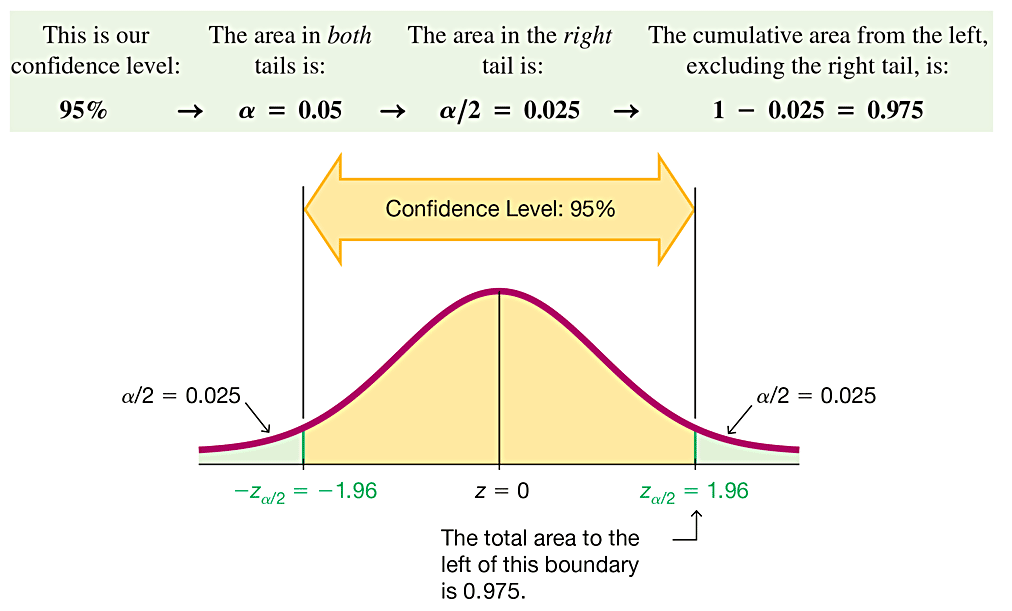 This is our
confidence level:
95%
→
The area in both
tails is:
α = 0.05
→
The area in the right
tail is:
α/2 = 0.025
→
The cumulative area from the left,
excluding the right tail, is:
1 − 0.025 = 0.975
Confidence Level: 95%
α/2 = 0.025
α/2 = 0.025
−zα/2 = −1.96
z = 0
zα/2 = 1.96
The total area to the
left of this boundary
is 0.975.